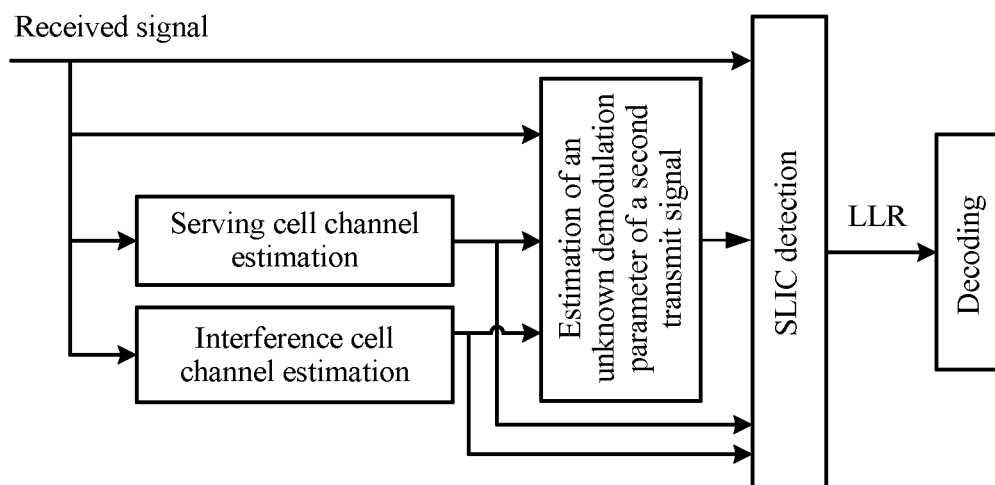 Received signal
Serving cell channel
estimation
Interference cell
channel estimation
Estimation of an
unknown demodulation
parameter of a second
transmit signal
SLIC detection
LLR
Decoding